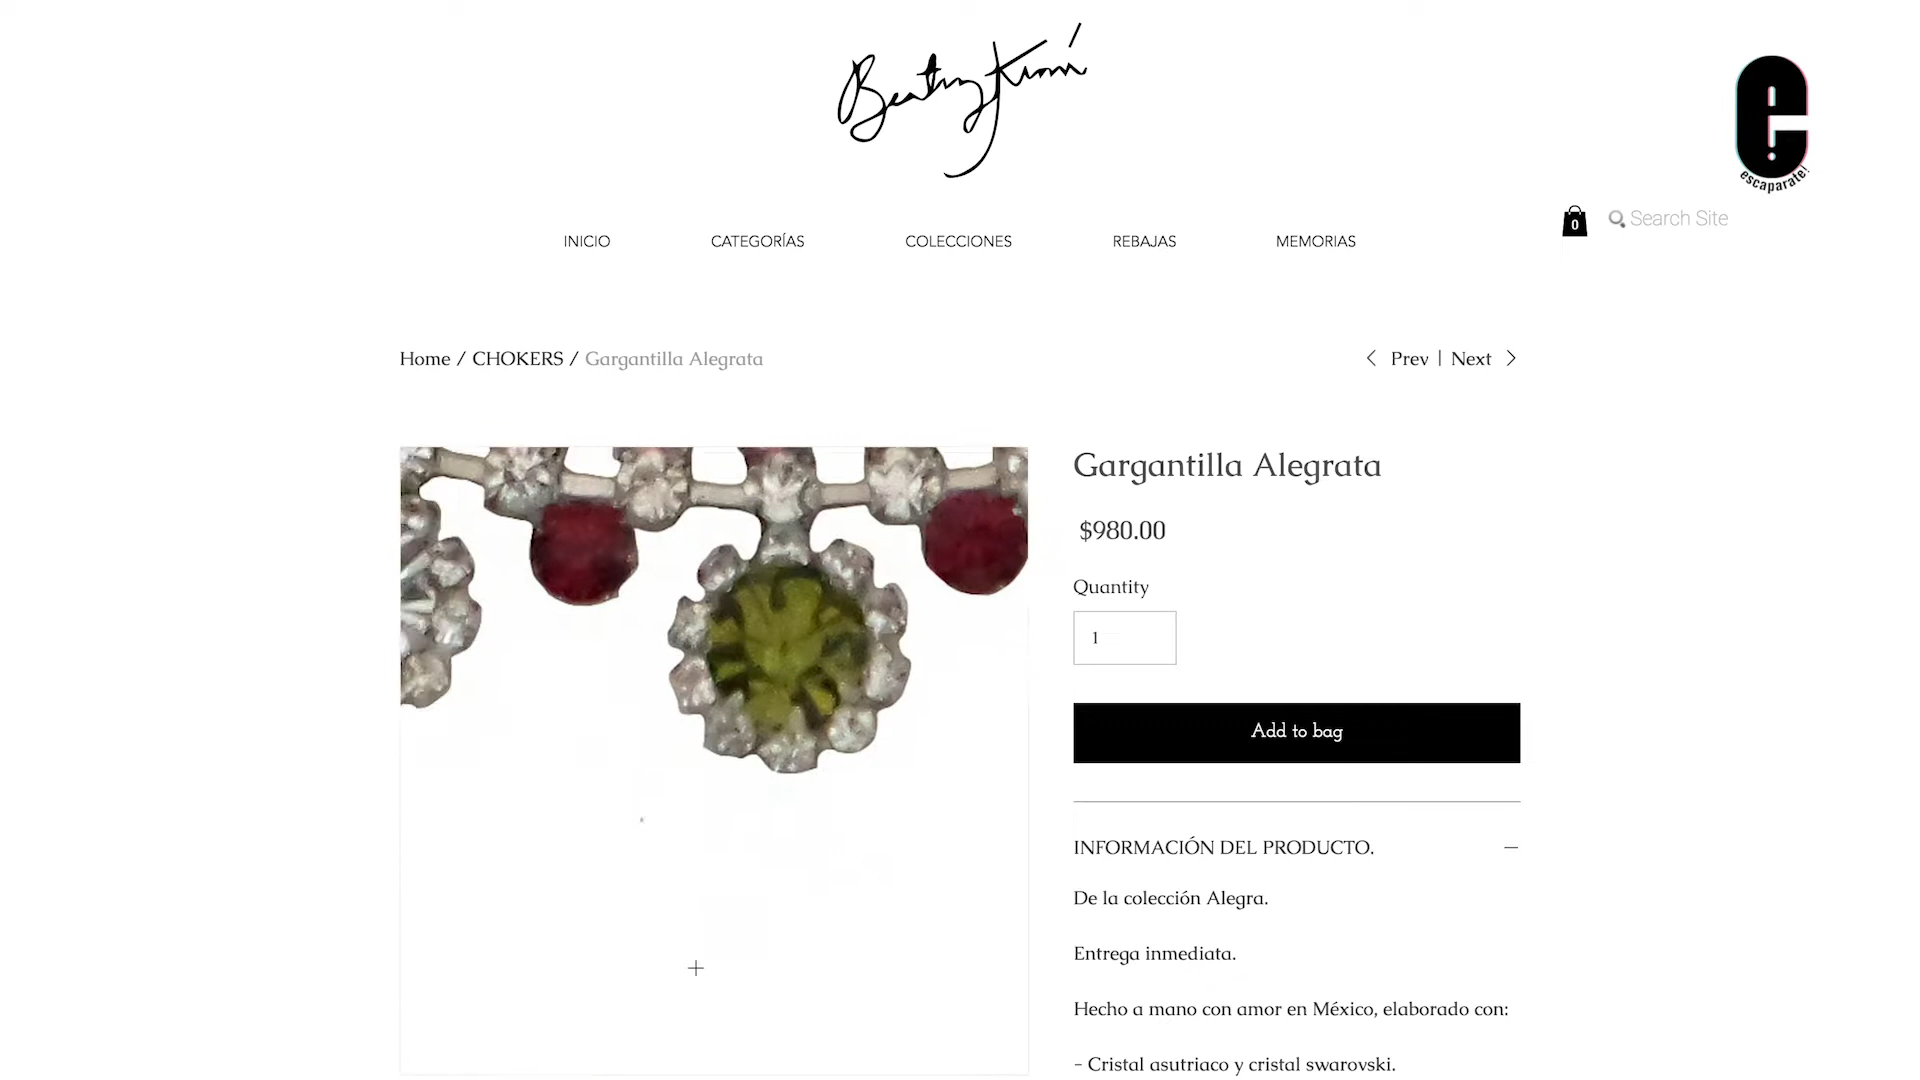 escaparate!
0
Search Site
INICIO
CATEGORÍAS
COLECCIONES
REBAJAS
MEMORIAS
Home / CHOKERS / Gargantilla Alegrata
Prev | Next
Gargantilla Alegrata
$980.00
Quantity
1
Add to bag
INFORMACIÓN DEL PRODUCTO.
De la colección Alegra.
Entrega inmediata.
Hecho a mano con amor en México, elaborado con:
- Cristal asutriaco y cristal swarovski.